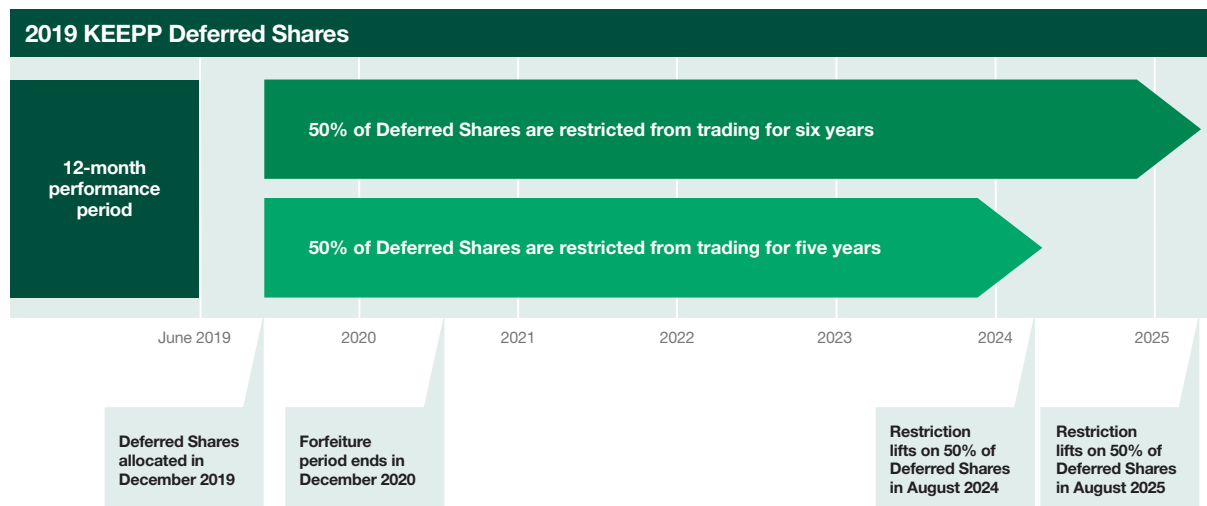 2019 KEEPP Deferred Shares
12-month
performance
period
50% of Deferred Shares are restricted from trading for six years
50% of Deferred Shares are restricted from trading for five years
June 2019
2020
2021
2022
2023
2024
2025
Deferred Shares
allocated in
December 2019
Forfeiture
period ends in
December 2020
Restriction
lifts on 50% of
Deferred Shares
in August 2024
Restriction
lifts on 50% of
Deferred Shares
in August 2025